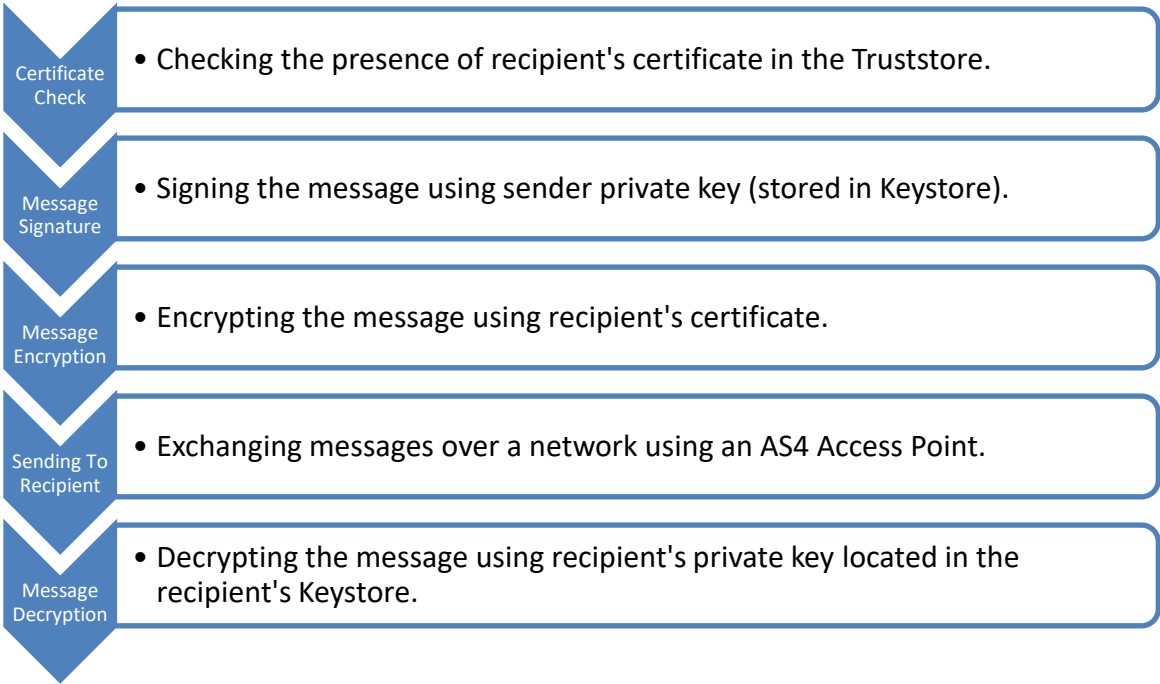 Certificate
Check
• Checking the presence of recipient's certificate in the Truststore.
Message
Signature
• Signing the message using sender private key (stored in Keystore).
Message
Encryption
• Encrypting the message using recipient's certificate.
Sending To
Recipient
• Exchanging messages over a network using an AS4 Access Point.
Message
Decryption
• Decrypting the message using recipient's private key located in the
recipient's Keystore.